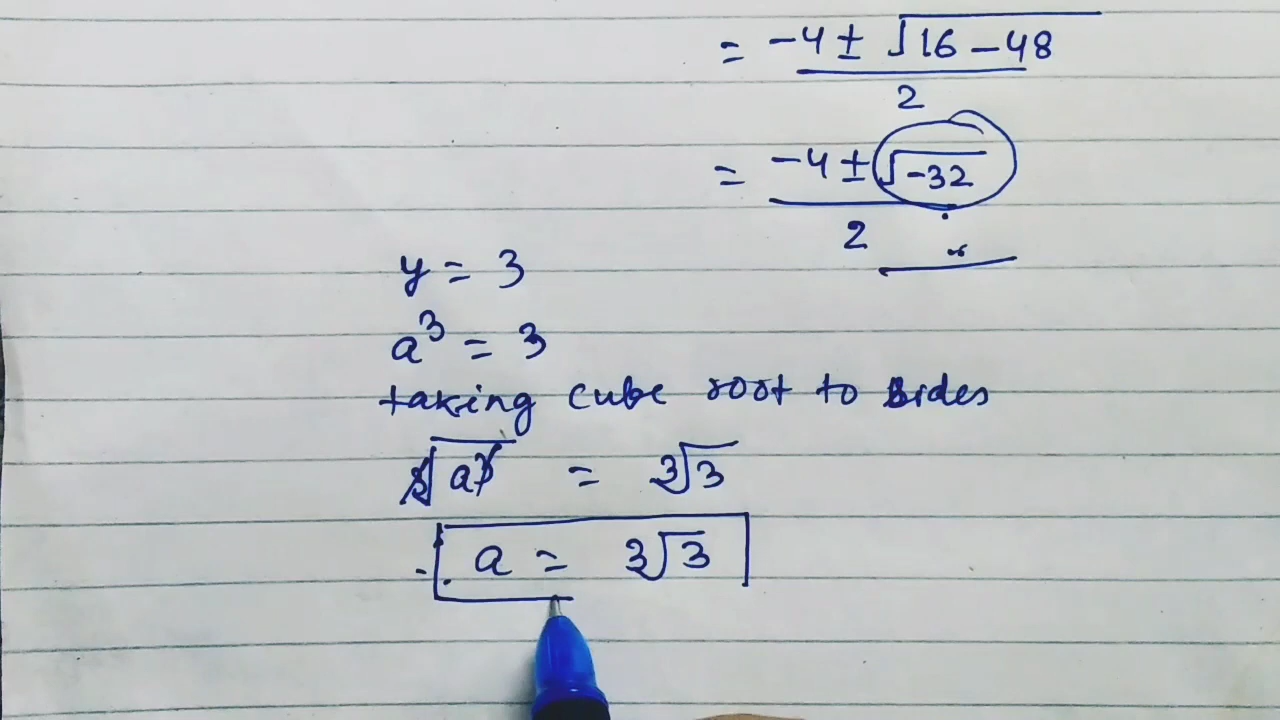 = -4 ± √16 - 48
2
= -4 ± √-32
2
y = 3
a³ = 3
taking cube root to sides
∛a³ = ∛3
a = ∛3